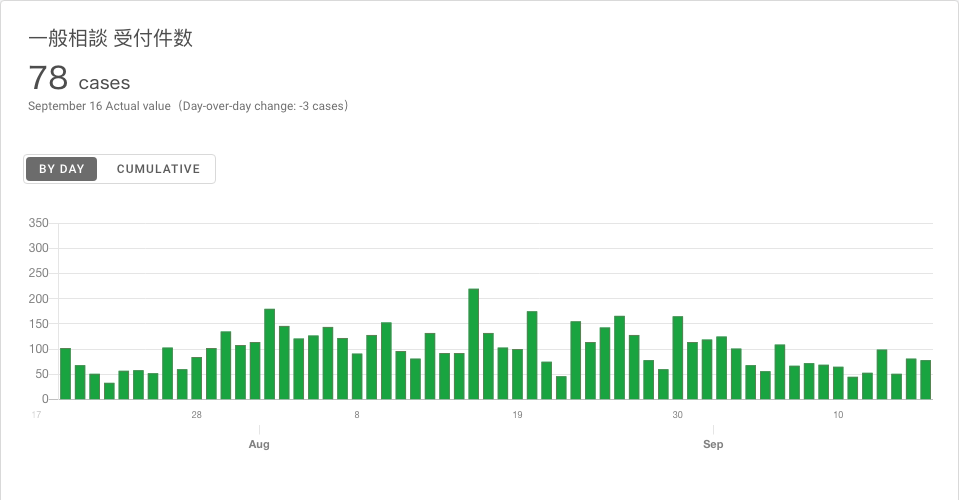 一般相談 受付件数
78 cases
September 16 Actual value（Day-over-day change: -3 cases）
BY DAY CUMULATIVE
350
300
250
200
150
100
50
0
17 28 8 19 30 10
Aug Sep